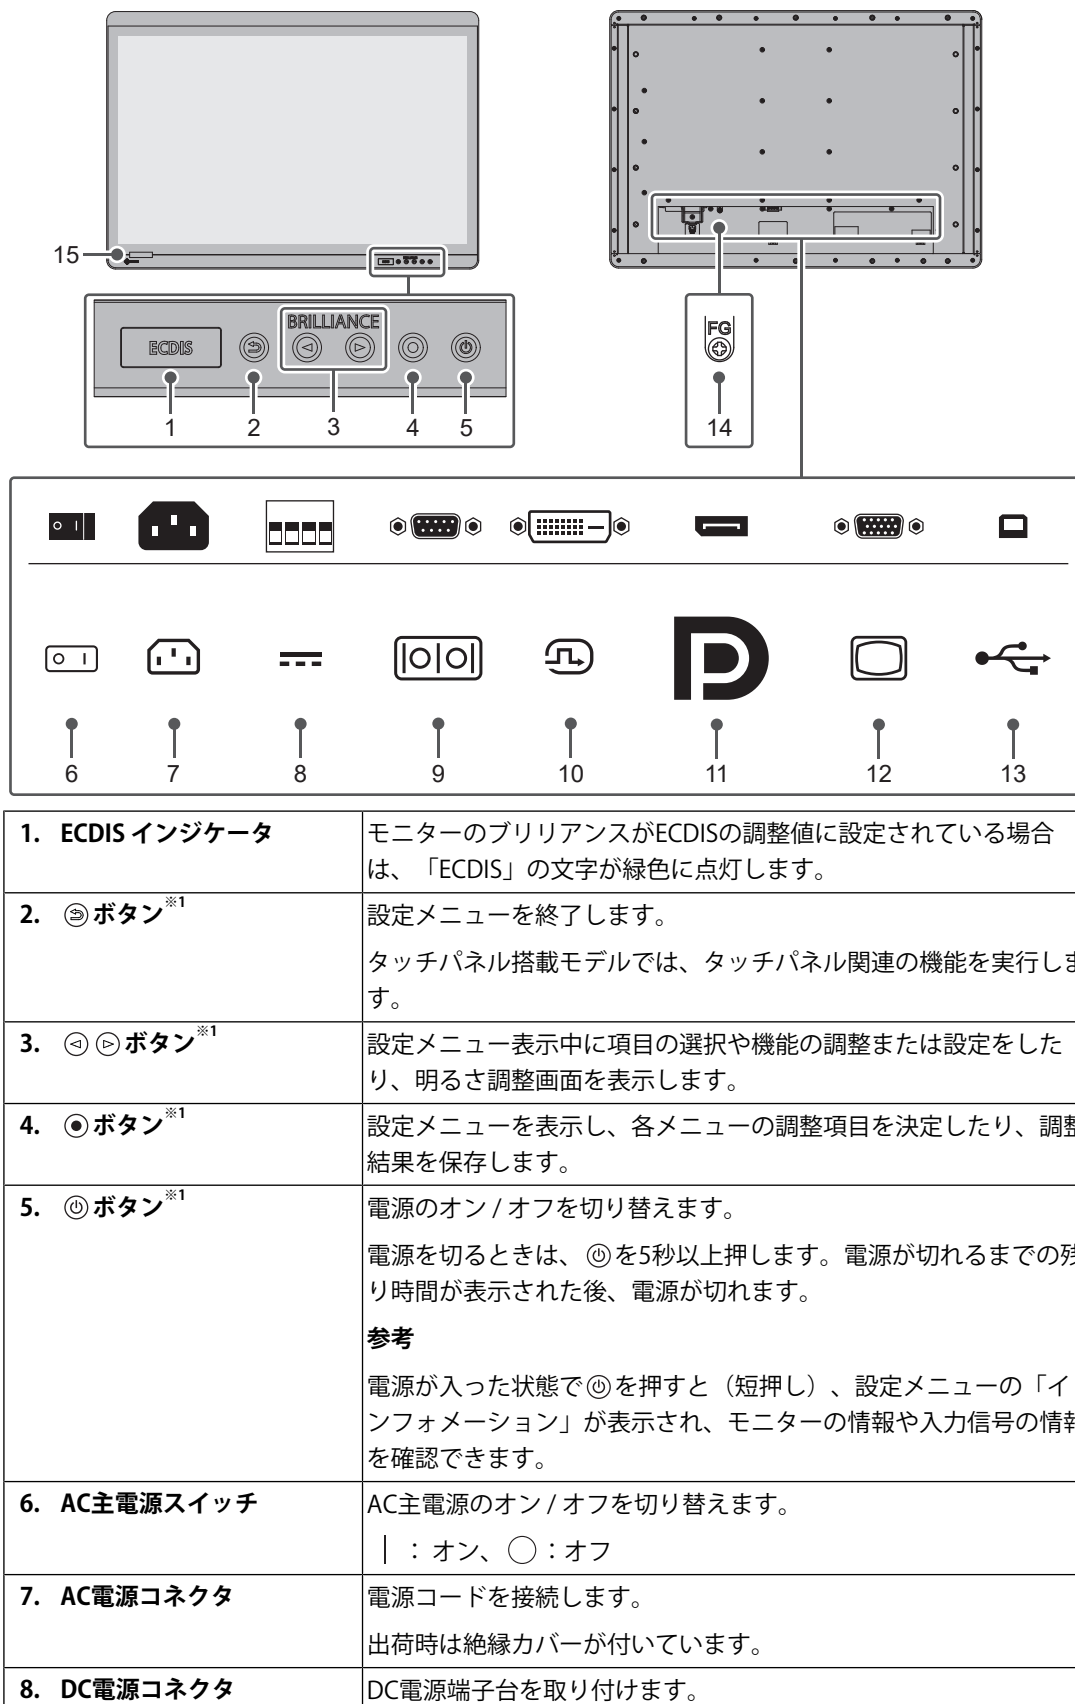 15
BRILLIANCE
ECDIS
1
2
3
4
5
FG
14
6
7
8
9
10
11
12
13
1. ECDIS インジケータ
モニターのブリリアンスがECDISの調整値に設定されている場合
は、「ECDIS」の文字が緑色に点灯します。
2. ボタン※1
設定メニューを終了します。
タッチパネル搭載モデルでは、タッチパネル関連の機能を実行しま
す。
3. ボタン※1
設定メニュー表示中に項目の選択や機能の調整または設定をした
り、明るさ調整画面を表示します。
4. ボタン※1
設定メニューを表示し、各メニューの調整項目を決定したり、調整
結果を保存します。
5. ボタン※1
電源のオン / オフを切り替えます。
電源を切るときは、⏻を5秒以上押します。電源が切れるまでの残
り時間が表示された後、電源が切れます。
参考
電源が入った状態で⏻を押すと（短押し）、設定メニューの「イ
ンフォメーション」が表示され、モニターの情報や入力信号の情報
を確認できます。
6. AC主電源スイッチ
AC主電源のオン / オフを切り替えます。
│ ： オン、◯：オフ
7. AC電源コネクタ
電源コードを接続します。
出荷時は絶縁カバーが付いています。
8. DC電源コネクタ
DC電源端子台を取り付けます。